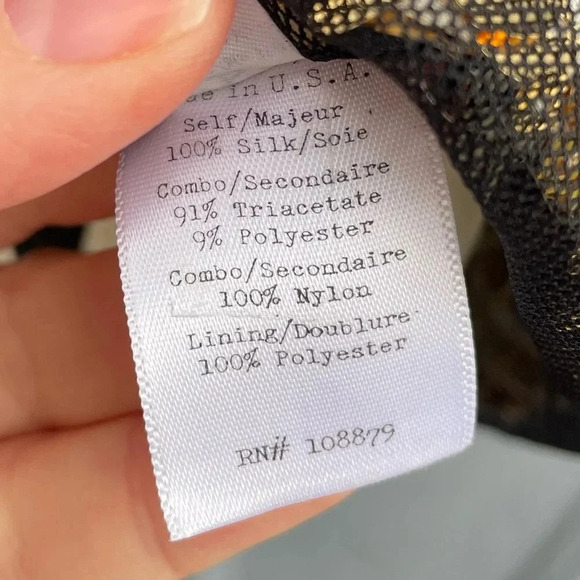 in U.S.A.
Self/Majeur
100% Silk/Soie
Combo/Secondaire
91% Triacetate
9% Polyester
Combo/Secondaire
100% Nylon
Lining/Doublure
100% Polyester
RN# 108879